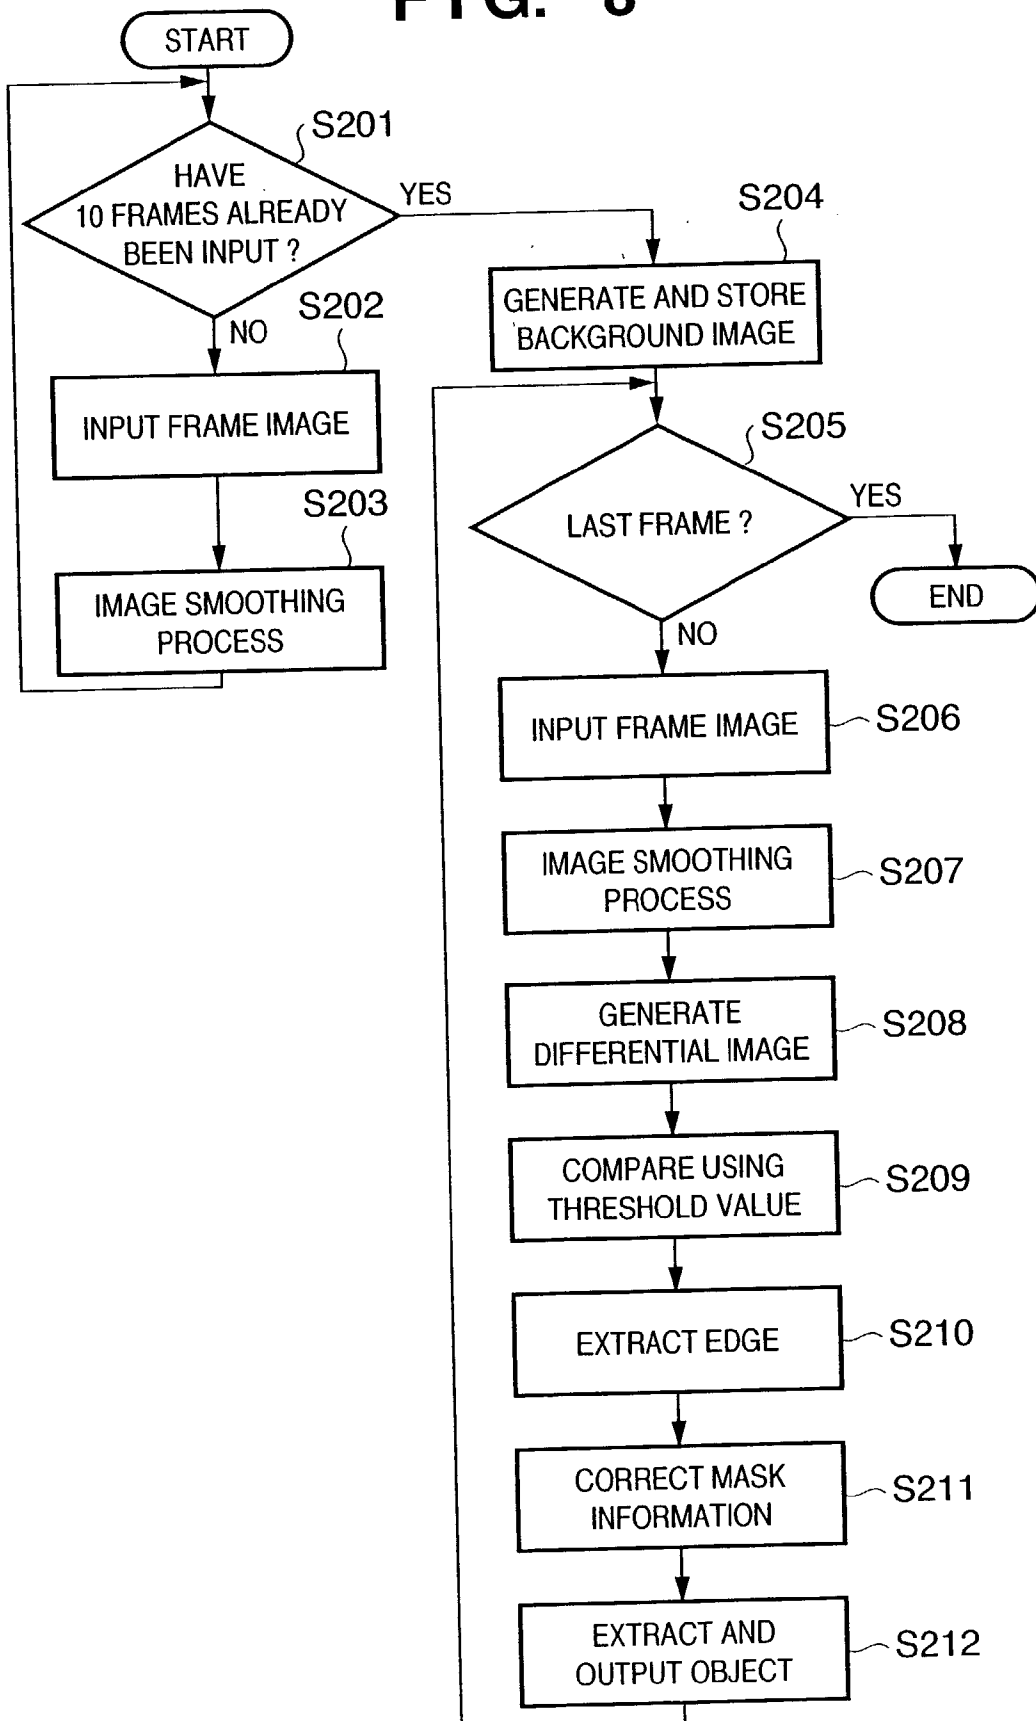 FIG. 8
START
S201
HAVE
10 FRAMES ALREADY
BEEN INPUT ?
YES
NO
S202
INPUT FRAME IMAGE
S203
IMAGE SMOOTHING
PROCESS
S204
GENERATE AND STORE
BACKGROUND IMAGE
S205
LAST FRAME ?
YES
END
NO
INPUT FRAME IMAGE
S206
IMAGE SMOOTHING
PROCESS
S207
GENERATE
DIFFERENTIAL IMAGE
S208
COMPARE USING
THRESHOLD VALUE
S209
EXTRACT EDGE
S210
CORRECT MASK
INFORMATION
S211
EXTRACT AND
OUTPUT OBJECT
S212